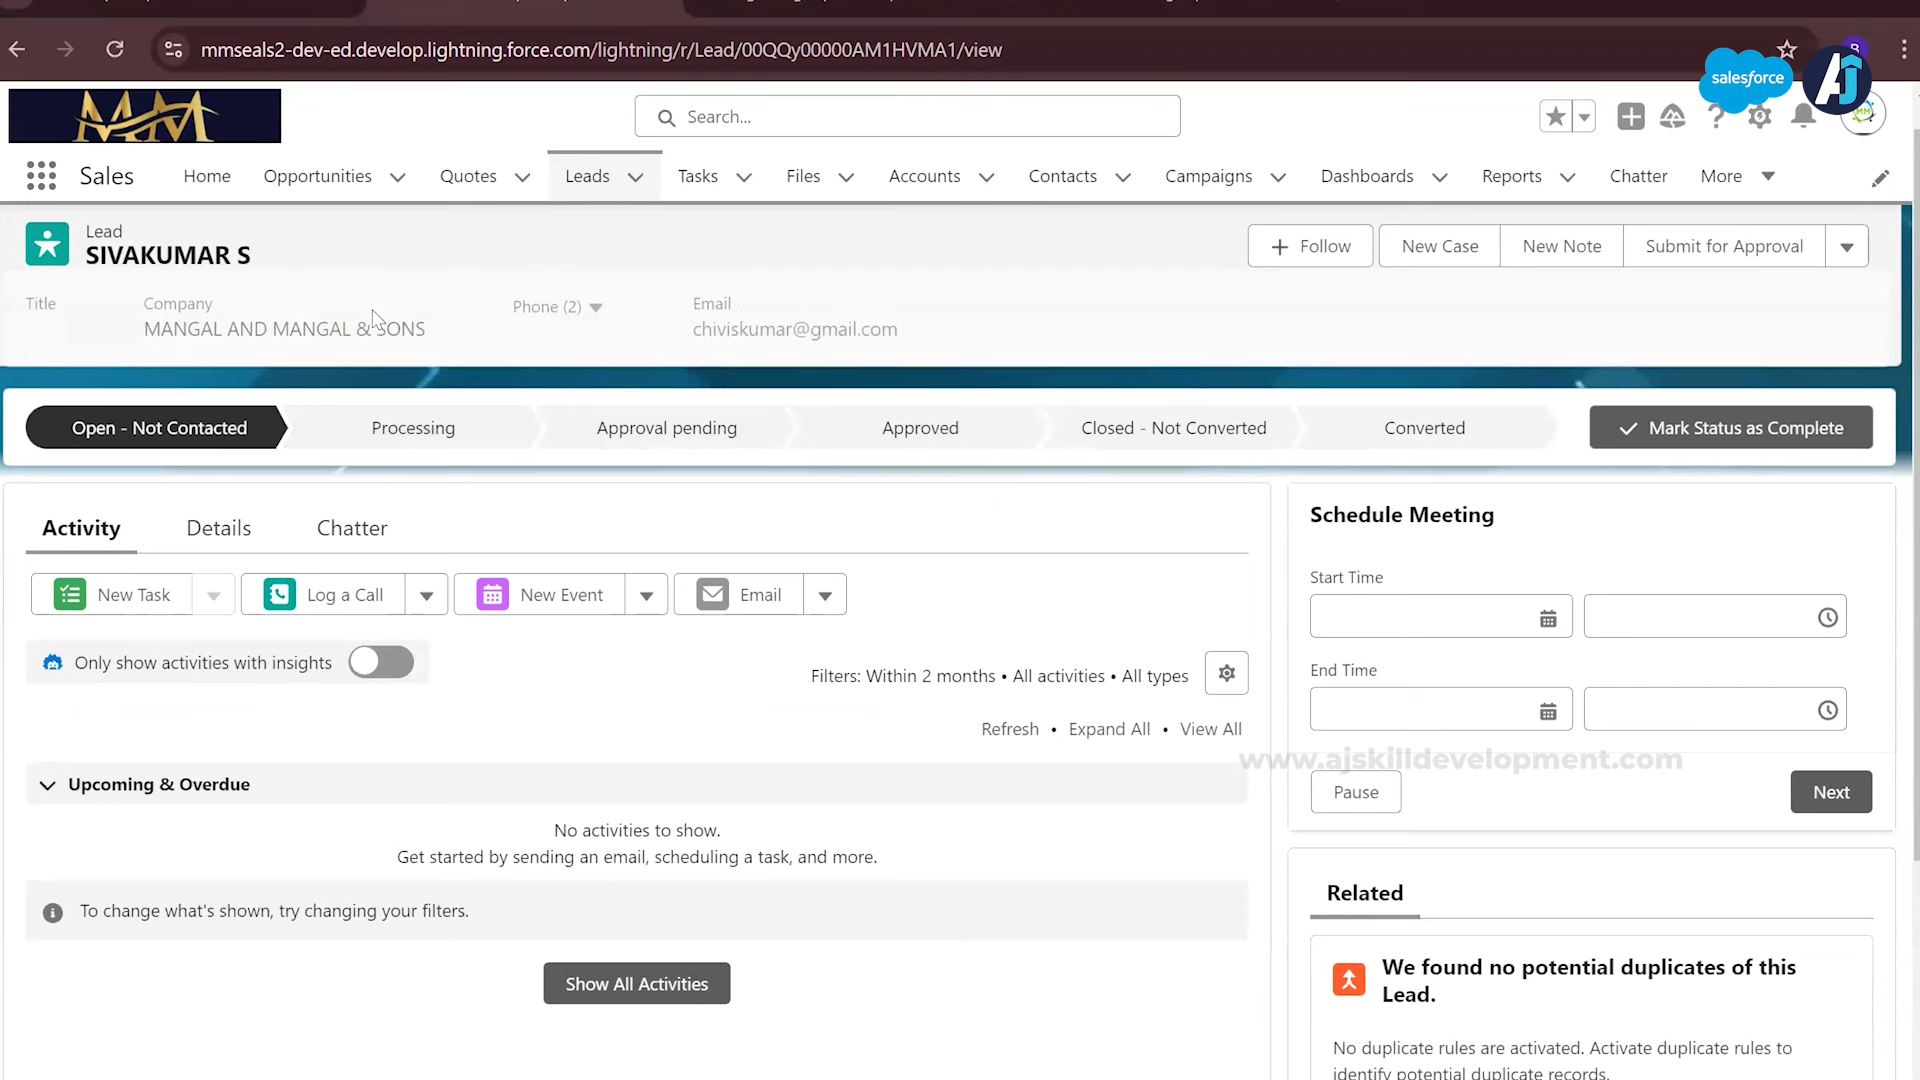 mmseals2-dev-ed.develop.lightning.force.com/lightning/r/Lead/00QQy00000AM1HVMA1/view
B
salesforce
AJ
MM
Search...
Sales
Home
Opportunities
Quotes
Leads
Tasks
Files
Accounts
Contacts
Campaigns
Dashboards
Reports
Chatter
More
Lead
SIVAKUMAR S
Follow
New Case
New Note
Submit for Approval
Title
Company
Phone (2)
Email
MANGAL AND MANGAL & SONS
chiviskumar@gmail.com
Open - Not Contacted
Processing
Approval pending
Approved
Closed - Not Converted
Converted
Mark Status as Complete
Activity
Details
Chatter
New Task
Log a Call
New Event
Email
Only show activities with insights
Filters: Within 2 months • All activities • All types
Refresh • Expand All • View All
Upcoming & Overdue
No activities to show.
Get started by sending an email, scheduling a task, and more.
To change what's shown, try changing your filters.
Show All Activities
Schedule Meeting
Start Time
End Time
www.ajskilldevelopment.com
Pause
Next
Related
We found no potential duplicates of this
Lead.
No duplicate rules are activated. Activate duplicate rules to
identify potential duplicate records.